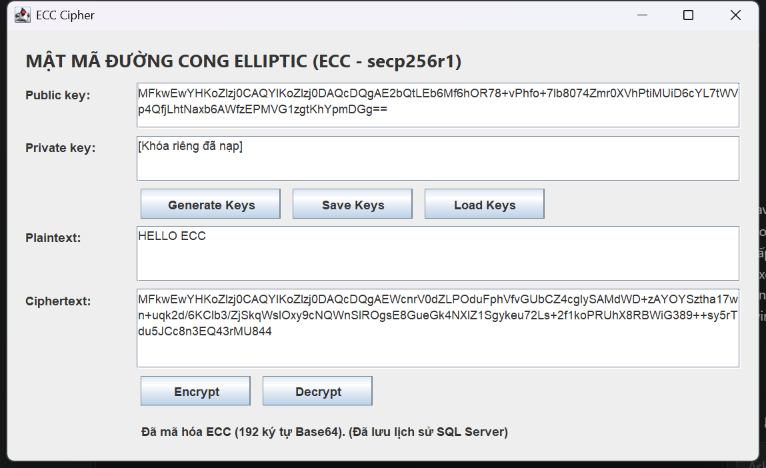 ECC Cipher
MẬT MÃ ĐƯỜNG CONG ELLIPTIC (ECC - secp256r1)
Public key:
MFkwEwYHKoZIzj0CAQYIKoZIzj0DAQcDQgAE2bQtLEb6Mf6hOR78+vPhfo+7lb8074Zmr0XVhPtiMUiD6cYL7tWV
p4QfjLhtNaxb6AWfzEPMVG1zgtKhYpmDGg==
Private key:
[Khóa riêng đã nạp]
Generate Keys
Save Keys
Load Keys
Plaintext:
HELLO ECC
Ciphertext:
MFkwEwYHKoZIzj0CAQYIKoZIzj0DAQcDQgAEWcnrV0dZLPOduFphVfvGUbCZ4cglySAMdWD+zAYOYSztha17w
n+uqk2d/6KClb3/ZjSkqWslOxy9cNQWnSIROgsE8GueGk4NXlZ1Sgykeu72Ls+2f1koPRUhX8RBWiG389++sy5rT
du5JCc8n3EQ43rMU844
Encrypt
Decrypt
Đã mã hóa ECC (192 ký tự Base64). (Đã lưu lịch sử SQL Server)